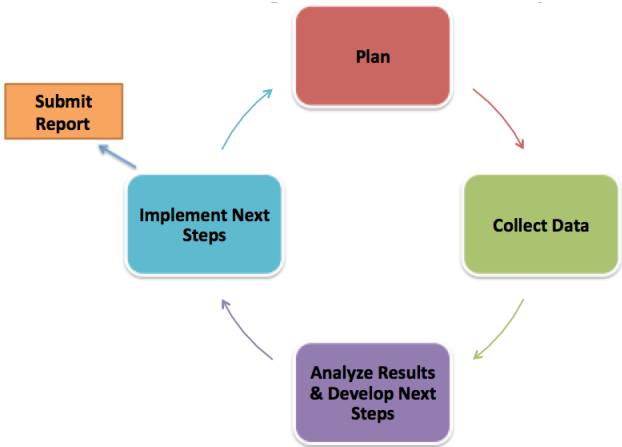 Plan
Submit
Report
Implement Next
Steps
Collect Data
Analyze Results
& Develop Next
Steps